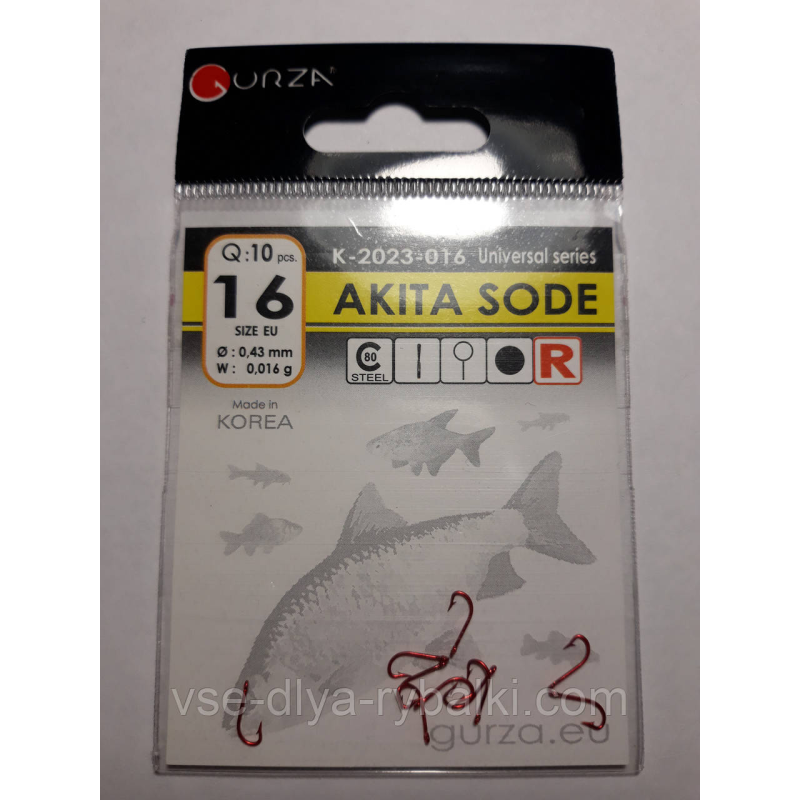 GURZA®
Q:10 pcs.
16
SIZE EU
Ø : 0,43 mm
W : 0,016 g
K-2023-016 Universal series
AKITA SODE
C 80 STEEL
R
Made in
KOREA
vse-dlya-rybalki.com
gurza.eu